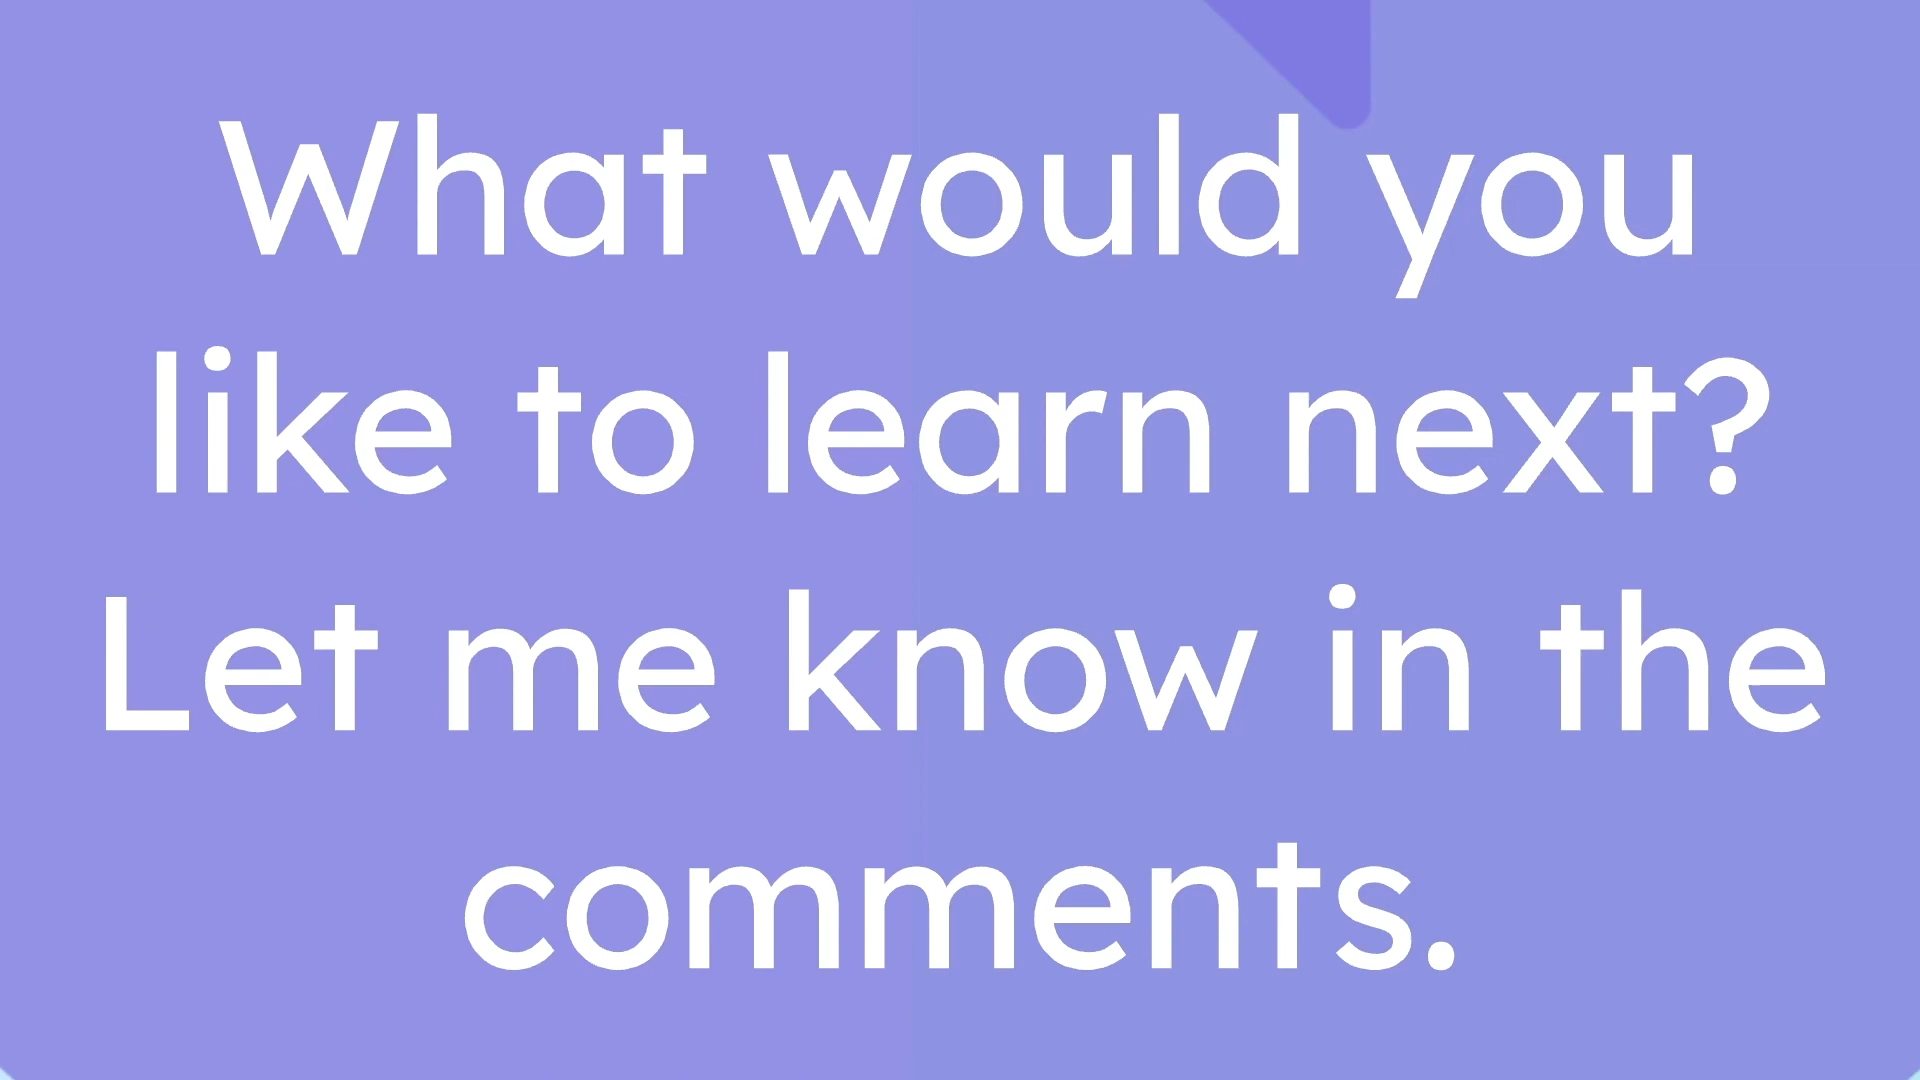 What would you
like to learn next?
Let me know in the
comments.